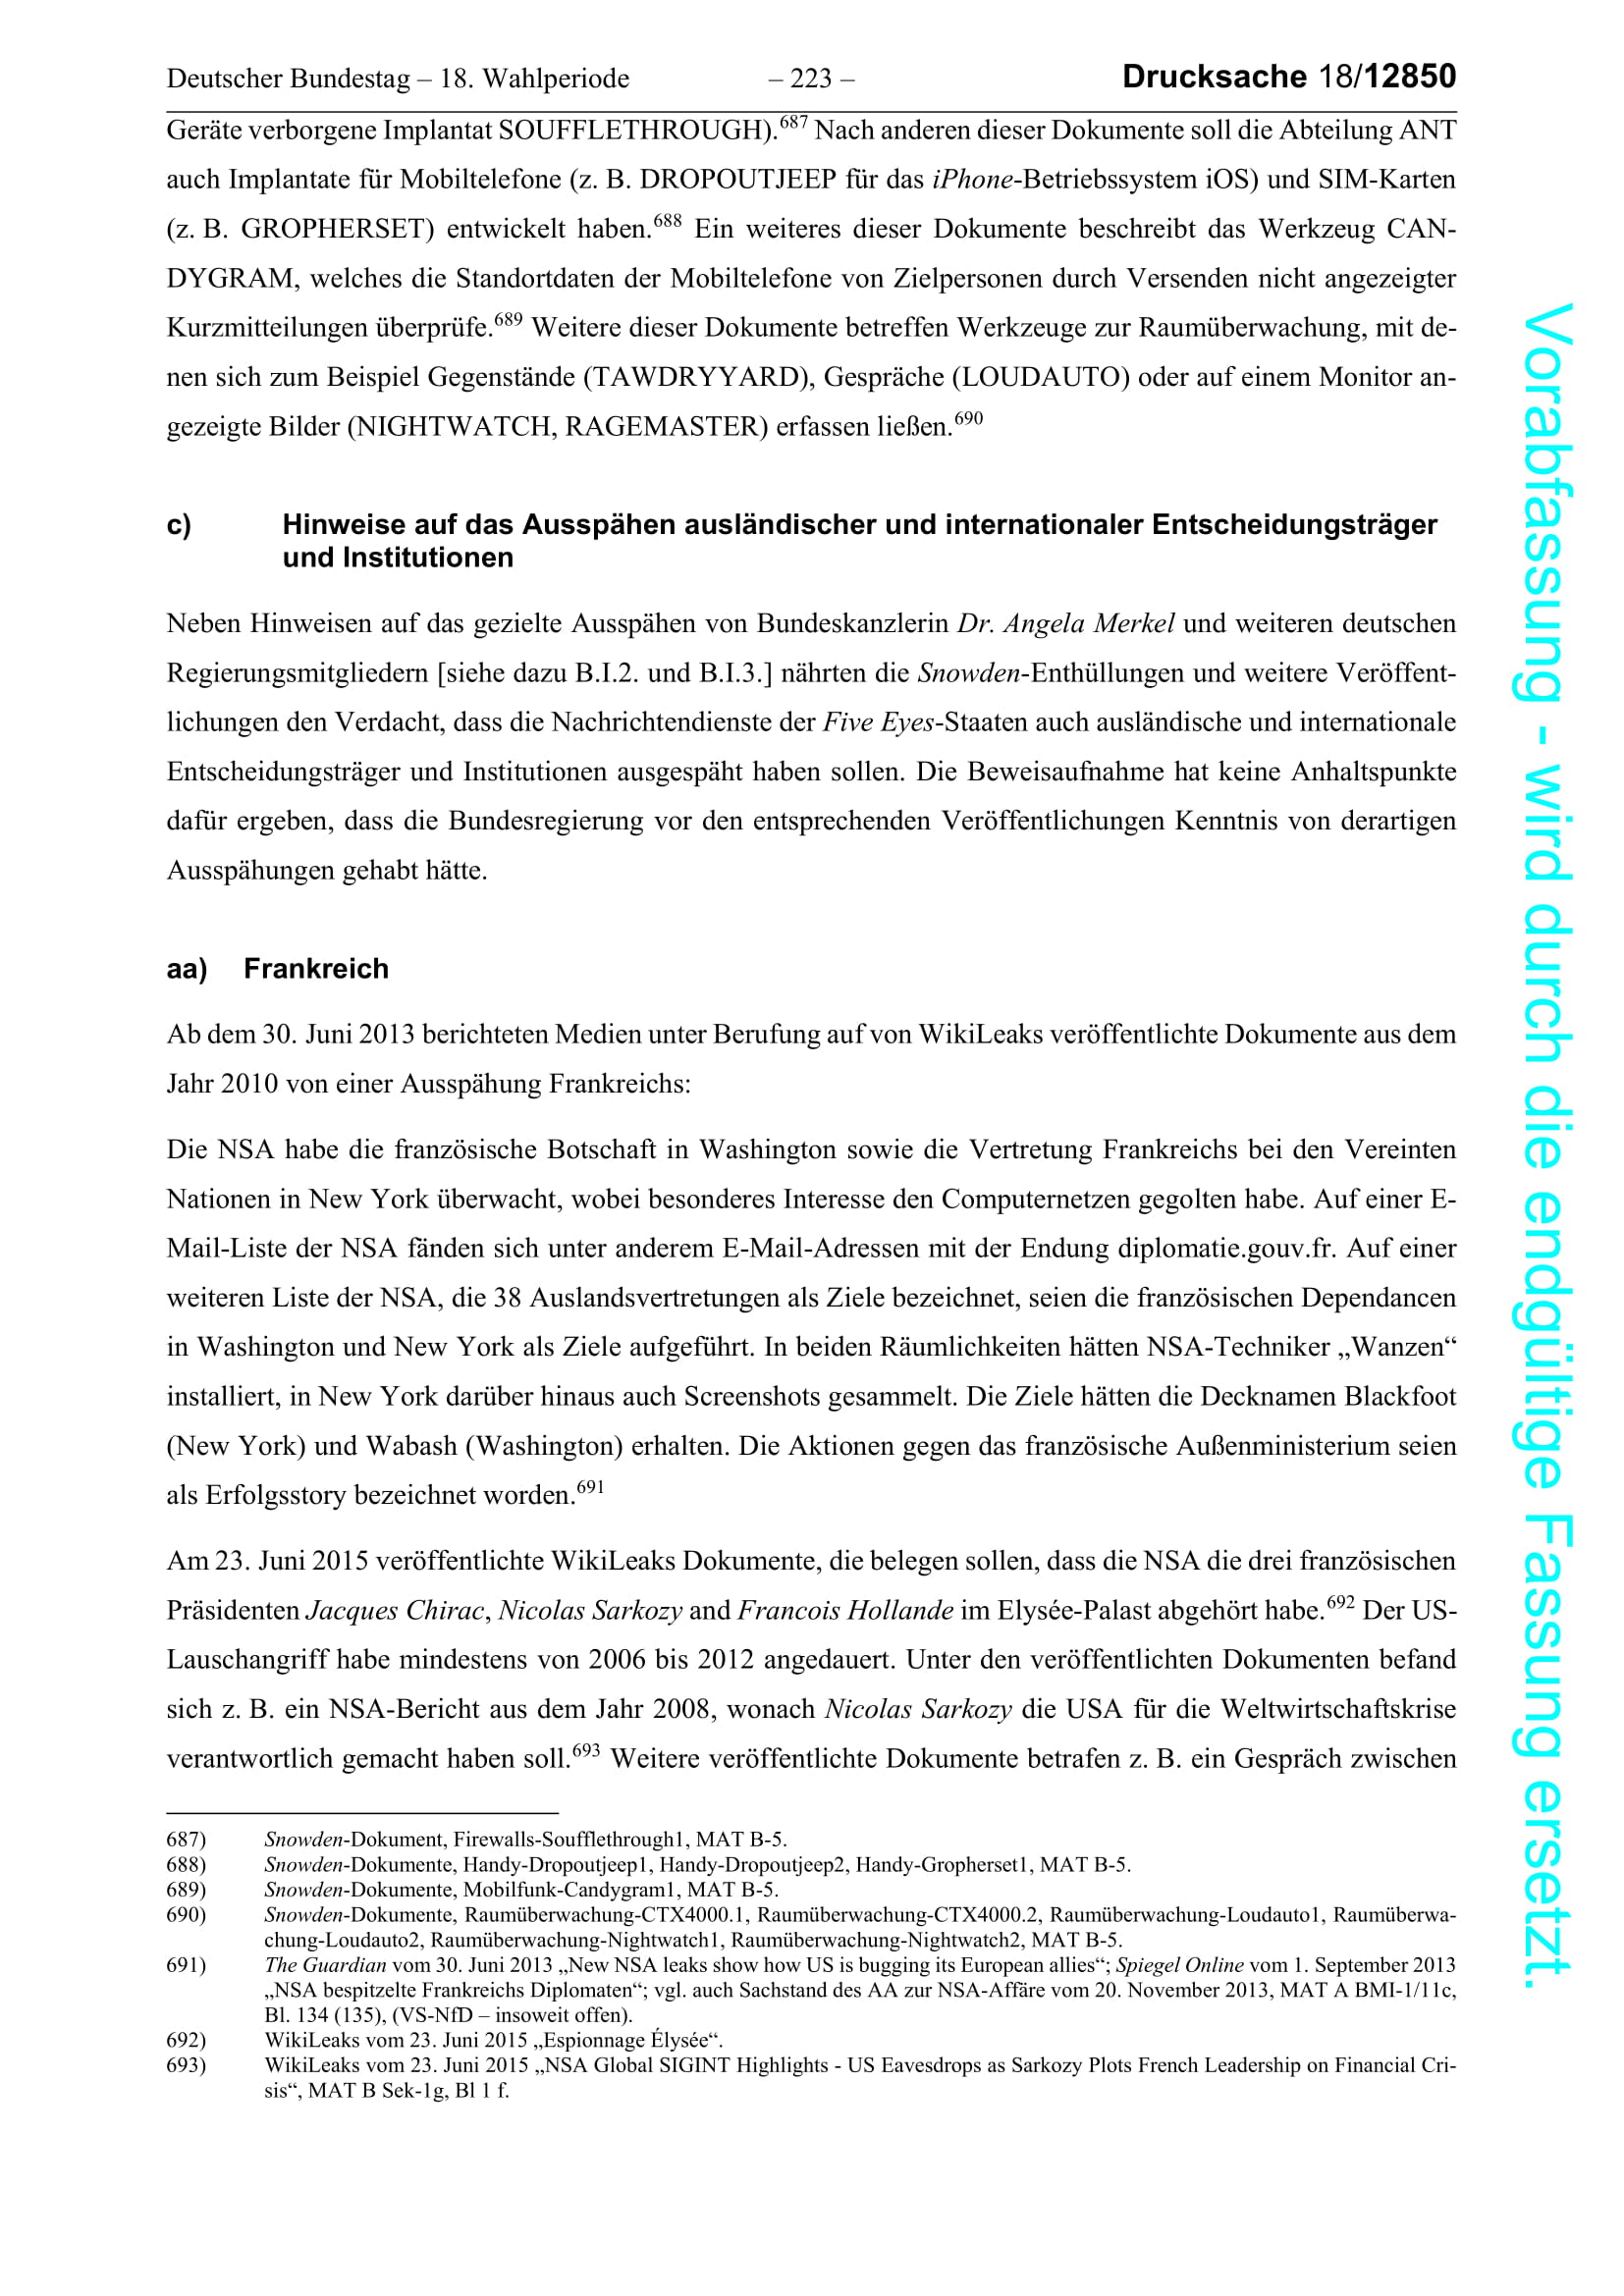 Deutscher Bundestag – 18. Wahlperiode – 223 – Drucksache 18/12850
Geräte verborgene Implantat SOUFFLETHROUGH).687 Nach anderen dieser Dokumente soll die Abteilung ANT
auch Implantate für Mobiltelefone (z. B. DROPOUTJEEP für das iPhone-Betriebssystem iOS) und SIM-Karten
(z. B. GROPHERSET) entwickelt haben.688 Ein weiteres dieser Dokumente beschreibt das Werkzeug CAN-
DYGRAM, welches die Standortdaten der Mobiltelefone von Zielpersonen durch Versenden nicht angezeigter
Kurzmitteilungen überprüfe.689 Weitere dieser Dokumente betreffen Werkzeuge zur Raumüberwachung, mit de-
nen sich zum Beispiel Gegenstände (TAWDRYYARD), Gespräche (LOUDAUTO) oder auf einem Monitor an-
gezeigte Bilder (NIGHTWATCH, RAGEMASTER) erfassen ließen.690
c) Hinweise auf das Ausspähen ausländischer und internationaler Entscheidungsträger
und Institutionen
Neben Hinweisen auf das gezielte Ausspähen von Bundeskanzlerin Dr. Angela Merkel und weiteren deutschen
Regierungsmitgliedern [siehe dazu B.I.2. und B.I.3.] nährten die Snowden-Enthüllungen und weitere Veröffent-
lichungen den Verdacht, dass die Nachrichtendienste der Five Eyes-Staaten auch ausländische und internationale
Entscheidungsträger und Institutionen ausgespäht haben sollen. Die Beweisaufnahme hat keine Anhaltspunkte
dafür ergeben, dass die Bundesregierung vor den entsprechenden Veröffentlichungen Kenntnis von derartigen
Ausspähungen gehabt hätte.
aa) Frankreich
Ab dem 30. Juni 2013 berichteten Medien unter Berufung auf von WikiLeaks veröffentlichte Dokumente aus dem
Jahr 2010 von einer Ausspähung Frankreichs:
Die NSA habe die französische Botschaft in Washington sowie die Vertretung Frankreichs bei den Vereinten
Nationen in New York überwacht, wobei besonderes Interesse den Computernetzen gegolten habe. Auf einer E-
Mail-Liste der NSA fänden sich unter anderem E-Mail-Adressen mit der Endung diplomatie.gouv.fr. Auf einer
weiteren Liste der NSA, die 38 Auslandsvertretungen als Ziele bezeichnet, seien die französischen Dependancen
in Washington und New York als Ziele aufgeführt. In beiden Räumlichkeiten hätten NSA-Techniker „Wanzen“
installiert, in New York darüber hinaus auch Screenshots gesammelt. Die Ziele hätten die Decknamen Blackfoot
(New York) und Wabash (Washington) erhalten. Die Aktionen gegen das französische Außenministerium seien
als Erfolgsstory bezeichnet worden.691
Am 23. Juni 2015 veröffentlichte WikiLeaks Dokumente, die belegen sollen, dass die NSA die drei französischen
Präsidenten Jacques Chirac, Nicolas Sarkozy and Francois Hollande im Elysée-Palast abgehört habe.692 Der US-
Lauschangriff habe mindestens von 2006 bis 2012 angedauert. Unter den veröffentlichten Dokumenten befand
sich z. B. ein NSA-Bericht aus dem Jahr 2008, wonach Nicolas Sarkozy die USA für die Weltwirtschaftskrise
verantwortlich gemacht haben soll.693 Weitere veröffentlichte Dokumente betrafen z. B. ein Gespräch zwischen
687) Snowden-Dokument, Firewalls-Soufflethrough1, MAT B-5.
688) Snowden-Dokumente, Handy-Dropoutjeep1, Handy-Dropoutjeep2, Handy-Gropherset1, MAT B-5.
689) Snowden-Dokumente, Mobilfunk-Candygram1, MAT B-5.
690) Snowden-Dokumente, Raumüberwachung-CTX4000.1, Raumüberwachung-CTX4000.2, Raumüberwachung-Loudauto1, Raumüberwa-
chung-Loudauto2, Raumüberwachung-Nightwatch1, Raumüberwachung-Nightwatch2, MAT B-5.
691) The Guardian vom 30. Juni 2013 „New NSA leaks show how US is bugging its European allies“; Spiegel Online vom 1. September 2013
„NSA bespitzelte Frankreichs Diplomaten“; vgl. auch Sachstand des AA zur NSA-Affäre vom 20. November 2013, MAT A BMI-1/11c,
Bl. 134 (135), (VS-NfD – insoweit offen).
692) WikiLeaks vom 23. Juni 2015 „Espionnage Élysée“.
693) WikiLeaks vom 23. Juni 2015 „NSA Global SIGINT Highlights - US Eavesdrops as Sarkozy Plots French Leadership on Financial Cri-
sis“, MAT B Sek-1g, Bl 1 f.
Vorabfassung - wird durch die endgültige Fassung ersetzt.